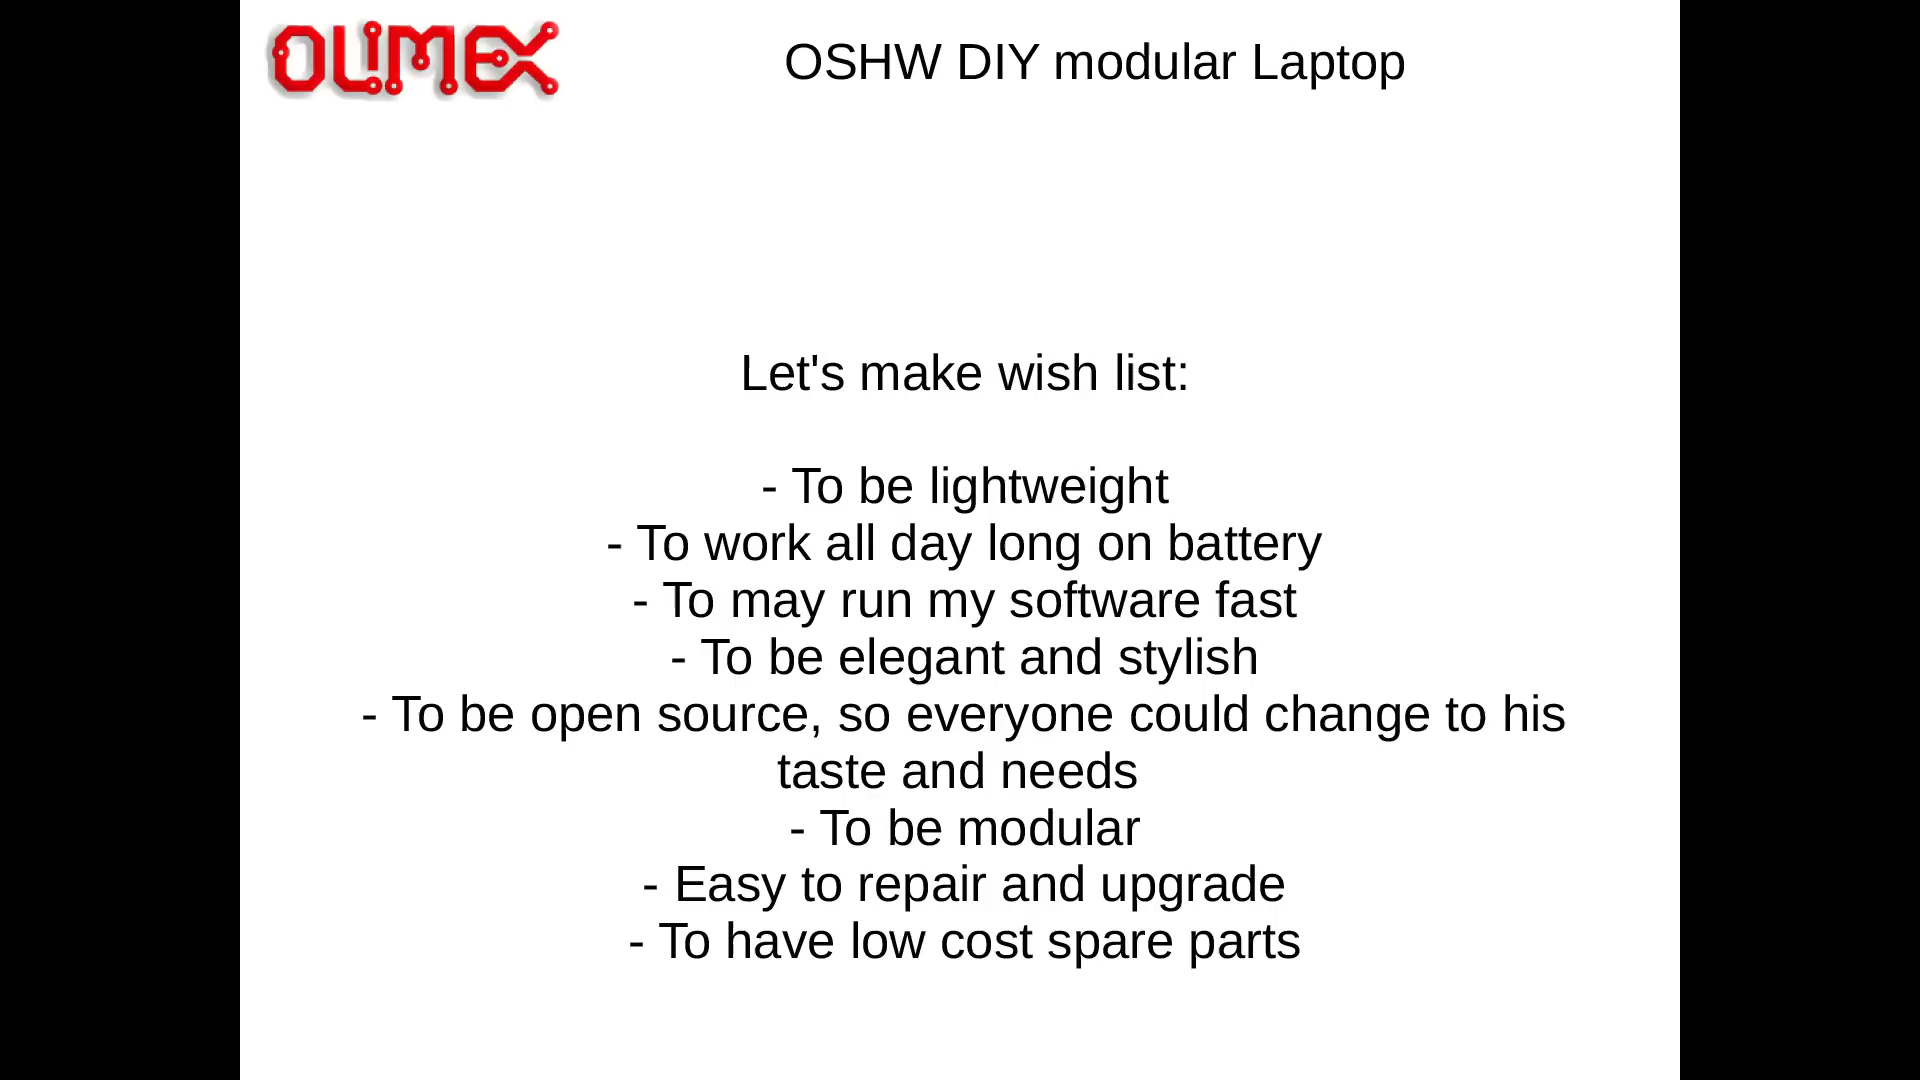 OLIMEX
OSHW DIY modular Laptop
Let's make wish list:
- To be lightweight
- To work all day long on battery
- To may run my software fast
- To be elegant and stylish
- To be open source, so everyone could change to his
taste and needs
- To be modular
- Easy to repair and upgrade
- To have low cost spare parts